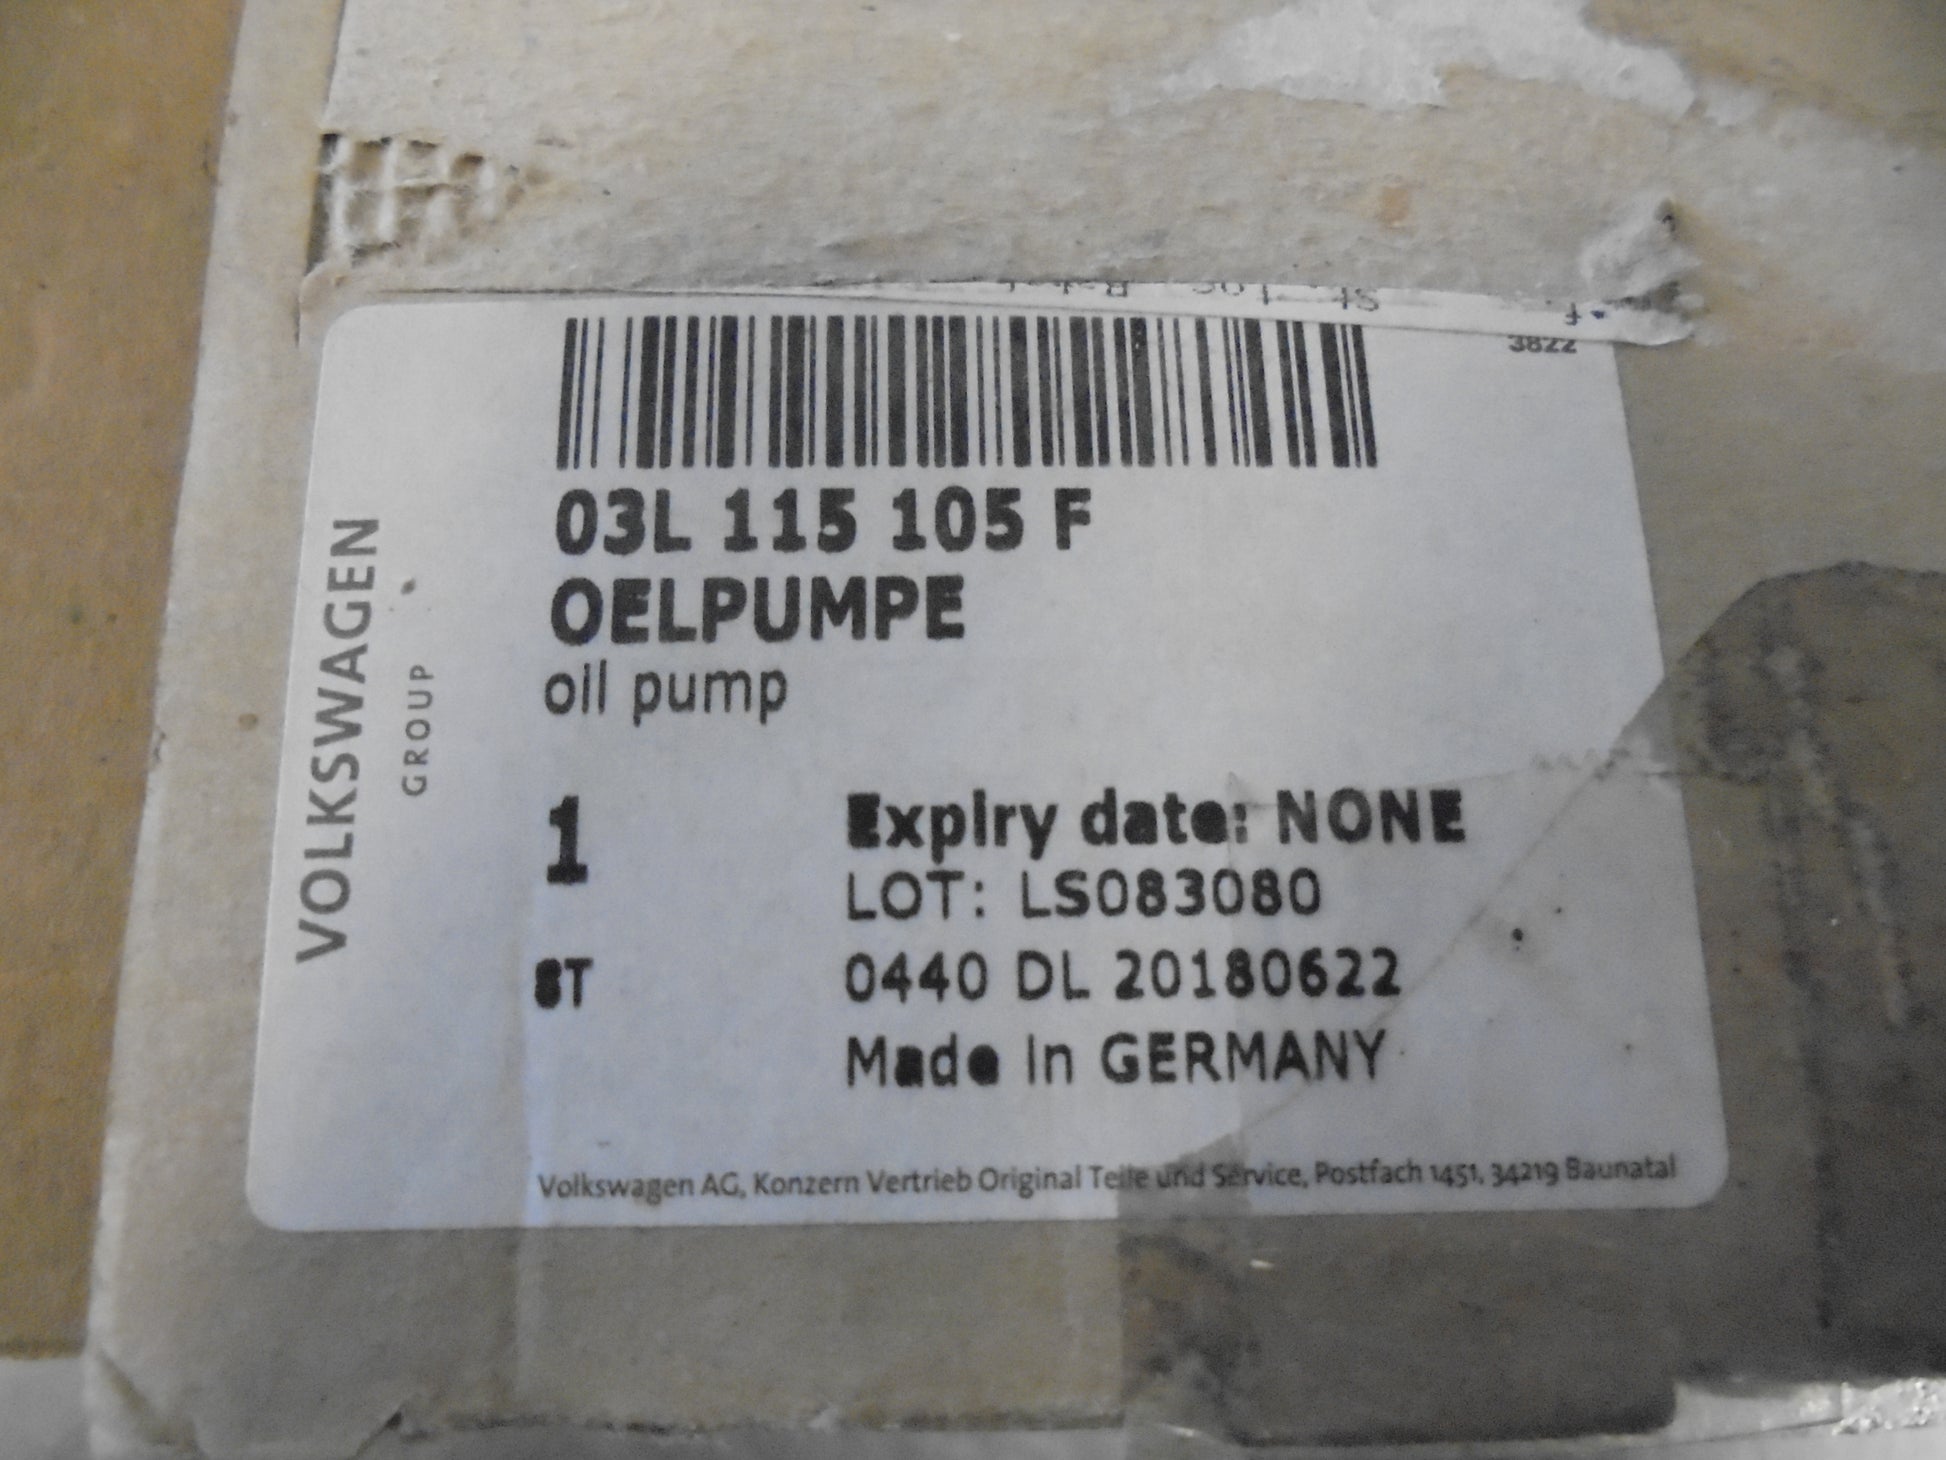 3822
VOLKSWAGEN
GROUP
03L 115 105 F
OELPUMPE
oil pump
1
Expiry date: NONE
LOT: LS083080
ST
0440 DL 20180622
Made in GERMANY
Volkswagen AG, Konzern Vertrieb Original Teile und Service, Postfach 1451, 34219 Baunatal